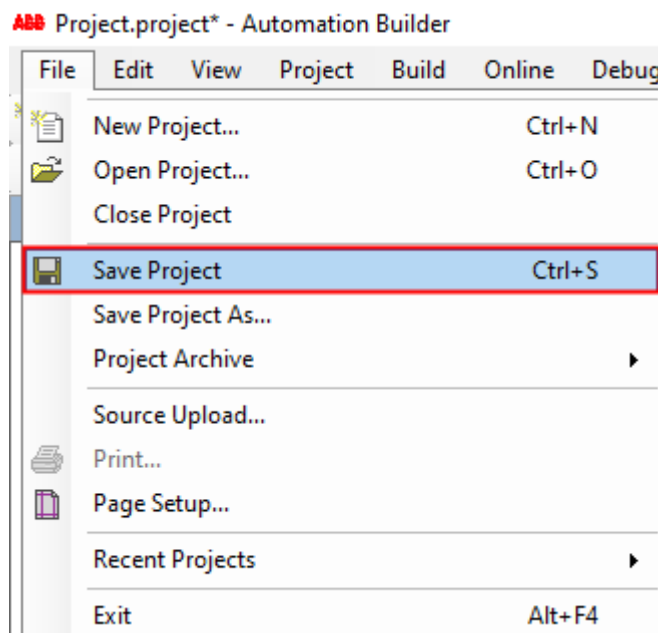 ABB Project.project* - Automation Builder
File Edit View Project Build Online Debug
New Project... Ctrl+N
Open Project... Ctrl+O
Close Project
Save Project Ctrl+S
Save Project As...
Project Archive
Source Upload...
Print...
Page Setup...
Recent Projects
Exit Alt+F4